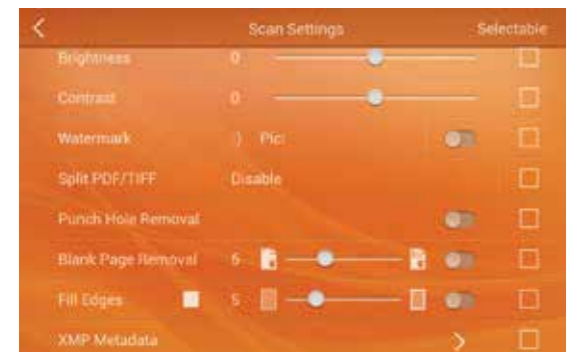 Scan Settings Selectable
Brightness 0
Contrast 0
Watermark :) Pic:
Split PDF/TIFF Disable
Punch Hole Removal
Blank Page Removal
Fill Edges 5
XMP Metadata